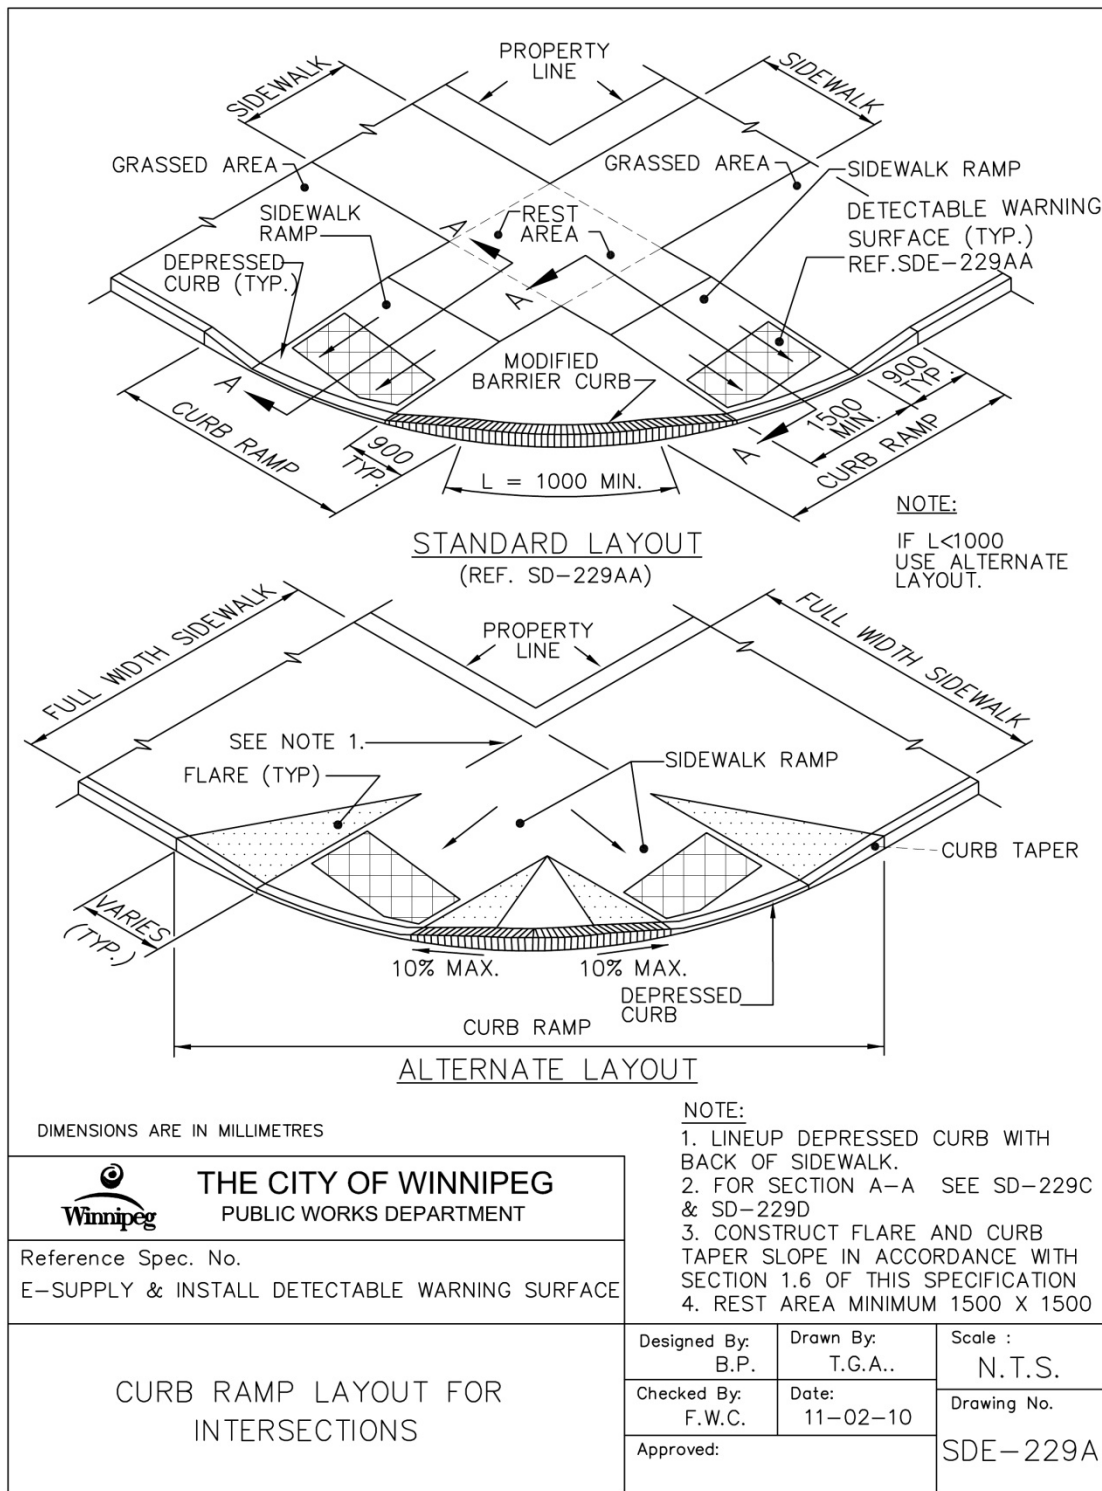 PROPERTY
LINE
SIDEWALK
SIDEWALK
GRASSED AREA
GRASSED AREA
SIDEWALK RAMP
SIDEWALK
RAMP
REST
AREA
DETECTABLE WARNING
SURFACE (TYP.)
REF.SDE-229AA
DEPRESSED
CURB (TYP.)
A
A
A
A
MODIFIED
BARRIER CURB
CURB RAMP
900
TYP.
L = 1000 MIN.
1500
MIN.
900
TYP.
CURB RAMP
NOTE:
IF L<1000
USE ALTERNATE
LAYOUT.
STANDARD LAYOUT
(REF. SD-229AA)
FULL WIDTH SIDEWALK
PROPERTY
LINE
FULL WIDTH SIDEWALK
SEE NOTE 1.
FLARE (TYP)
SIDEWALK RAMP
CURB TAPER
VARIES
(TYP.)
10% MAX.
10% MAX.
DEPRESSED
CURB
CURB RAMP
ALTERNATE LAYOUT
DIMENSIONS ARE IN MILLIMETRES
NOTE:
1. LINEUP DEPRESSED CURB WITH
BACK OF SIDEWALK.
2. FOR SECTION A-A SEE SD-229C
& SD-229D
3. CONSTRUCT FLARE AND CURB
TAPER SLOPE IN ACCORDANCE WITH
SECTION 1.6 OF THIS SPECIFICATION
4. REST AREA MINIMUM 1500 X 1500
Winnipeg
THE CITY OF WINNIPEG
PUBLIC WORKS DEPARTMENT
Reference Spec. No.
E-SUPPLY & INSTALL DETECTABLE WARNING SURFACE
CURB RAMP LAYOUT FOR
INTERSECTIONS
Designed By:
B.P.
Drawn By:
T.G.A..
Scale :
N.T.S.
Checked By:
F.W.C.
Date:
11-02-10
Drawing No.
SDE-229A
Approved: